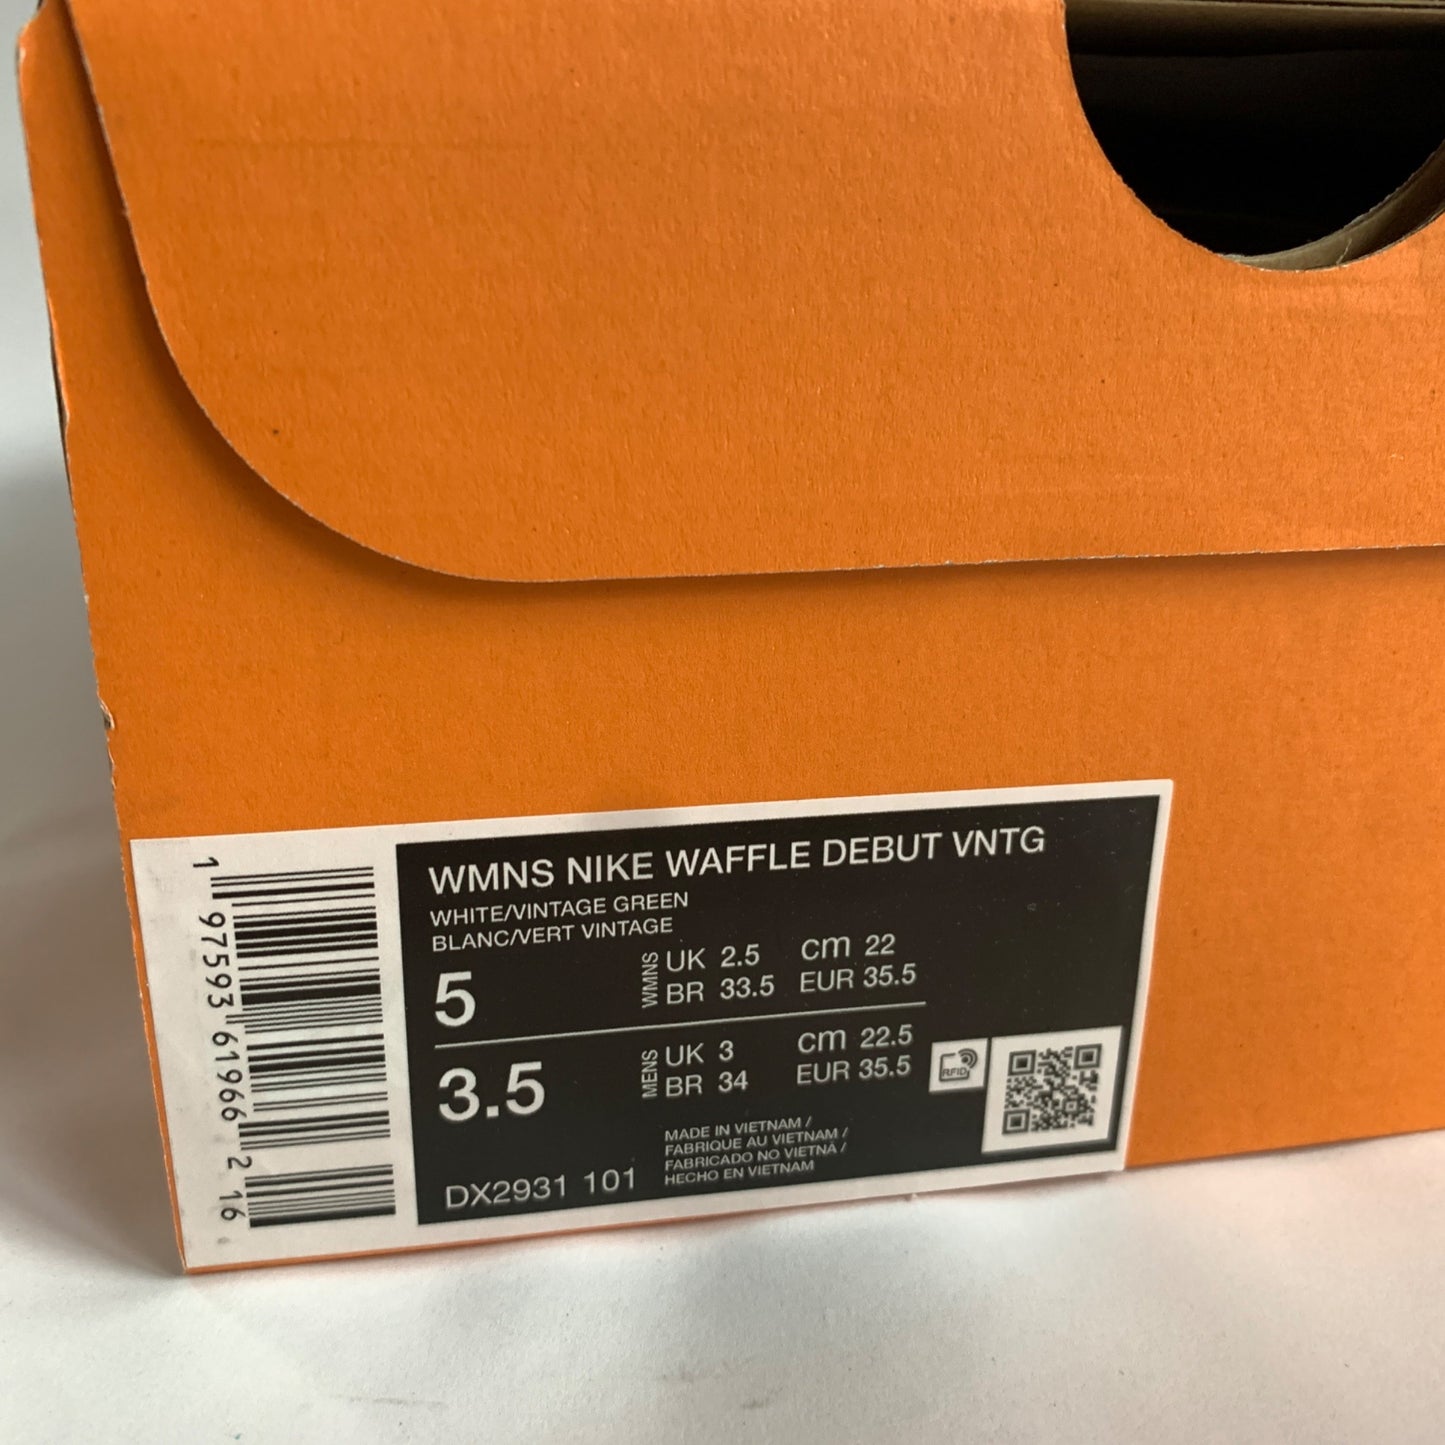 WMNS NIKE WAFFLE DEBUT VNTG
WHITE/VINTAGE GREEN
BLANC/VERT VINTAGE
5 WMNS UK 2.5 CM 22
BR 33.5 EUR 35.5
3.5 MENS UK 3 CM 22.5
BR 34 EUR 35.5
RFID
MADE IN VIETNAM /
FABRIQUE AU VIETNAM /
FABRICADO NO VIETNÃ /
HECHO EN VIETNAM
DX2931 101
1 97593 61966 2 16